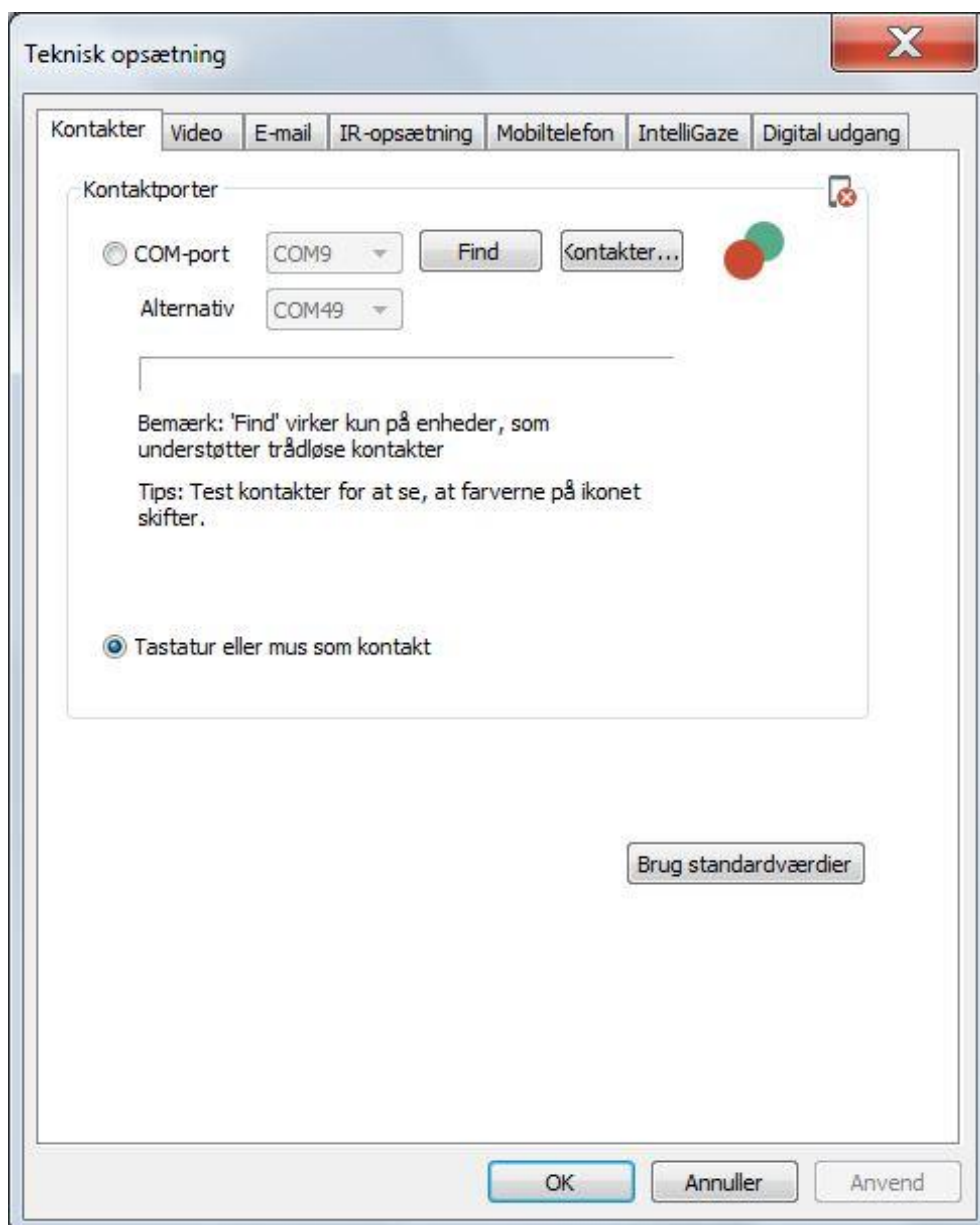 Teknisk opsætning
Kontakter Video E-mail IR-opsætning Mobiltelefon IntelliGaze Digital udgang
Kontaktporter
COM-port COM9 Find Kontakter...
Alternativ COM49
Bemærk: 'Find' virker kun på enheder, som
understøtter trådløse kontakter
Tips: Test kontakter for at se, at farverne på ikonet
skifter.
Tastatur eller mus som kontakt
Brug standardværdier
OK Annuller Anvend